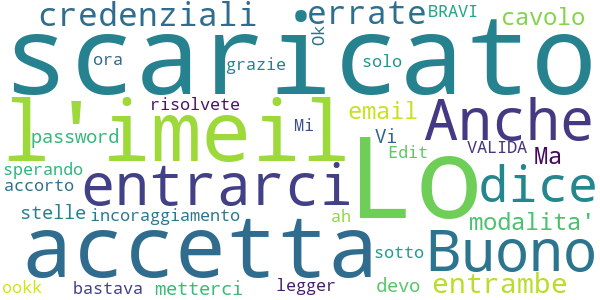 credenziali errate BRAVI cavolo
scaricato Ok
ora grazie solo
l'imeil risolvete email Anche
password Mi Vi Edit VALIDA Ma
sperando entrarci Lo dice
accorto
stelle incoraggiamento ah modalita'
accetta sotto Buono
ookk bastava metterci legger devo entrambe